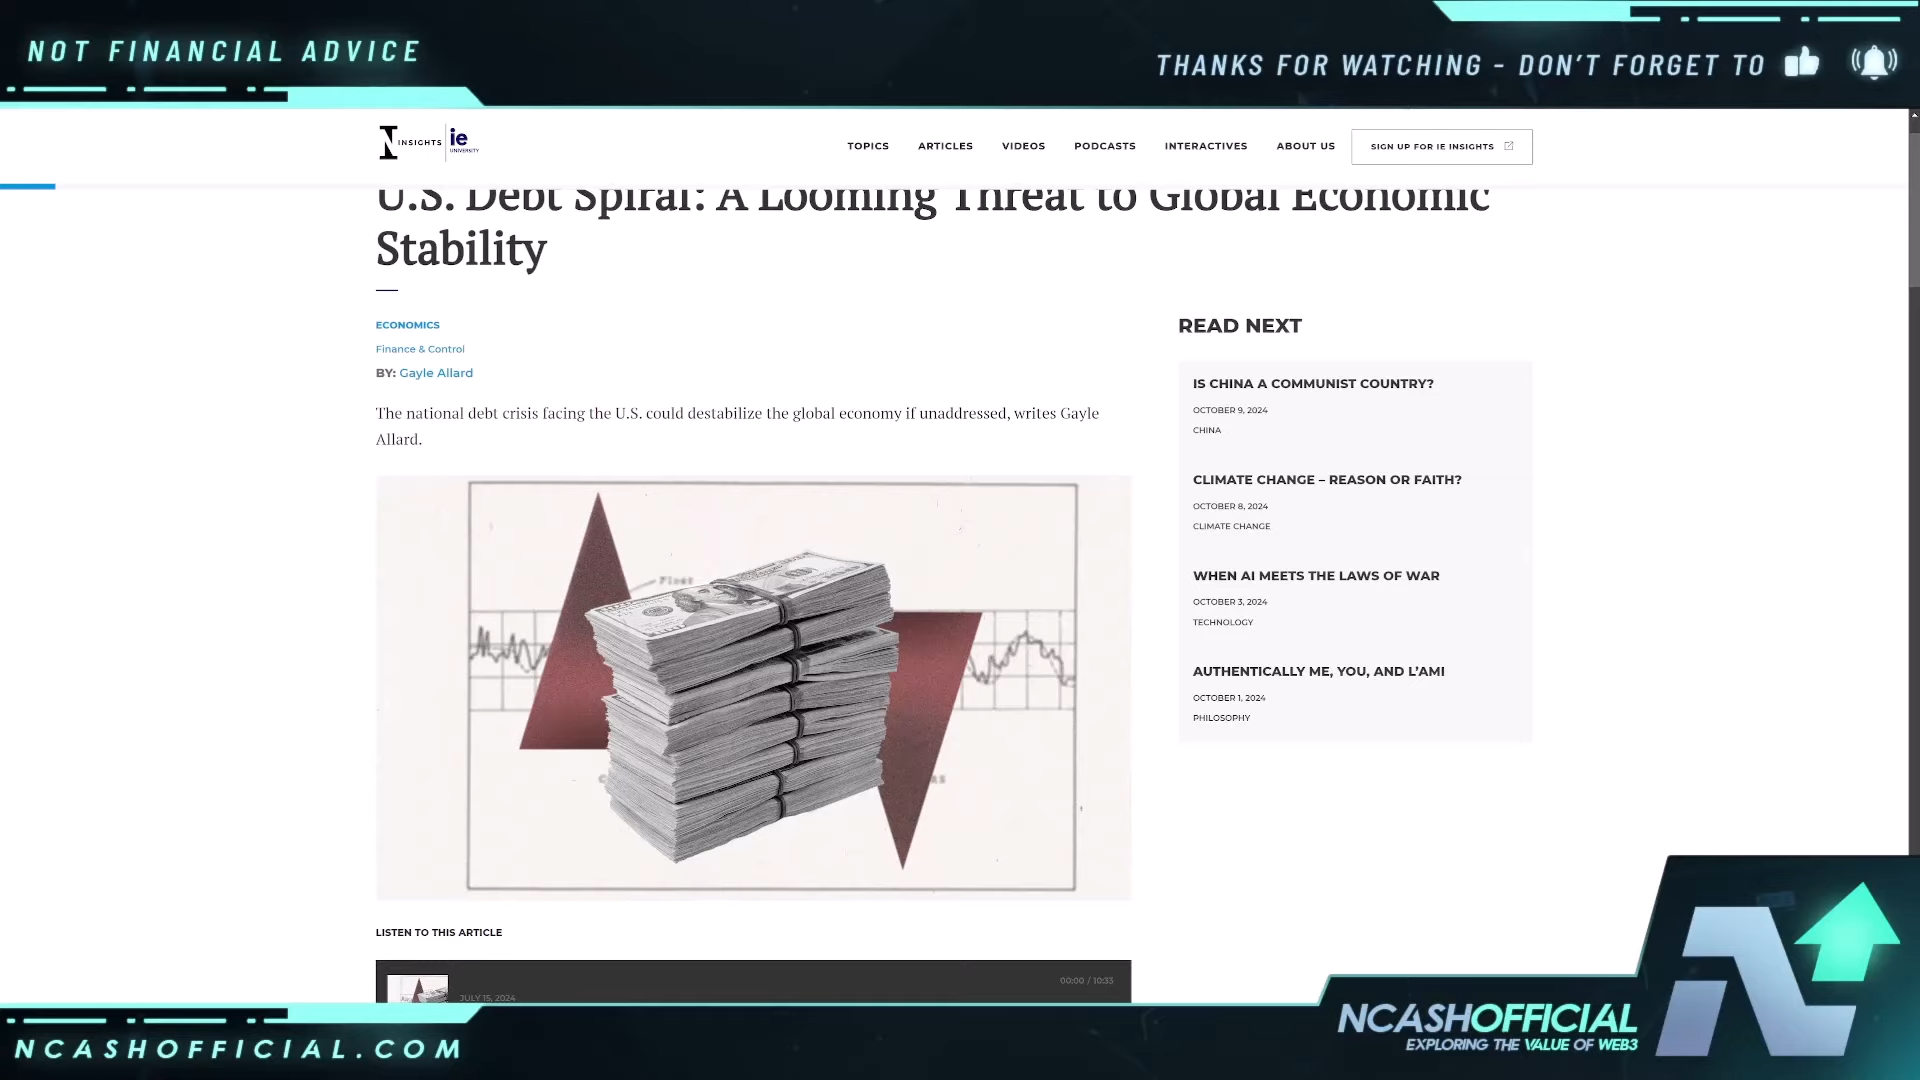 NOT FINANCIAL ADVICE
THANKS FOR WATCHING - DON'T FORGET TO
INSIGHTS
ie
UNIVERSITY
TOPICS
ARTICLES
VIDEOS
PODCASTS
INTERACTIVES
ABOUT US
SIGN UP FOR IE INSIGHTS
U.S. Debt Spiral: A Looming Threat to Global Economic
Stability
ECONOMICS
Finance & Control
BY: Gayle Allard
The national debt crisis facing the U.S. could destabilize the global economy if unaddressed, writes Gayle
Allard.
First
LISTEN TO THIS ARTICLE
JULY 15, 2024
00:00 / 10:33
READ NEXT
IS CHINA A COMMUNIST COUNTRY?
OCTOBER 9, 2024
CHINA
CLIMATE CHANGE – REASON OR FAITH?
OCTOBER 8, 2024
CLIMATE CHANGE
WHEN AI MEETS THE LAWS OF WAR
OCTOBER 3, 2024
TECHNOLOGY
AUTHENTICALLY ME, YOU, AND L'AMI
OCTOBER 1, 2024
PHILOSOPHY
NCASHOFFICIAL.COM
NCASHOFFICIAL
EXPLORING THE VALUE OF WEB3